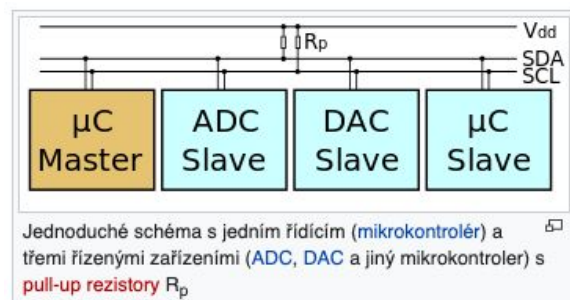 Vdd
Rp
SDA
SCL
µC Master
ADC Slave
DAC Slave
µC Slave
Jednoduché schéma s jedním řídícím (mikrokontrolér) a
třemi řízenými zařízeními (ADC, DAC a jiný mikrokontroler) s
pull-up rezistory Rp